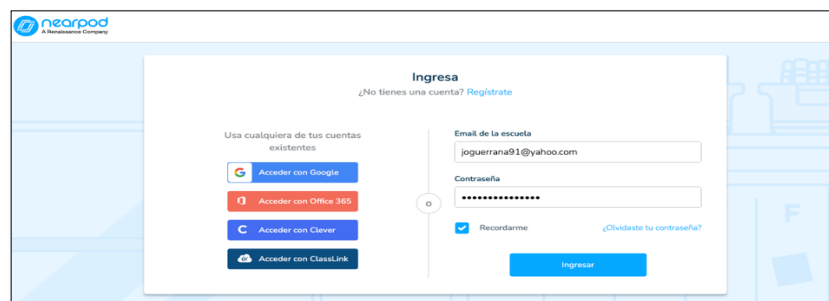 nearpod
A Renaissance Company
Ingresa
¿No tienes una cuenta? Regístrate
Usa cualquiera de tus cuentas
existentes
Acceder con Google
Acceder con Office 365
Acceder con Clever
Acceder con ClassLink
o
Email de la escuela
joguerrana91@yahoo.com
Contraseña
•••••••••••••••
Recordarme
¿Olvidaste tu contraseña?
Ingresar
F